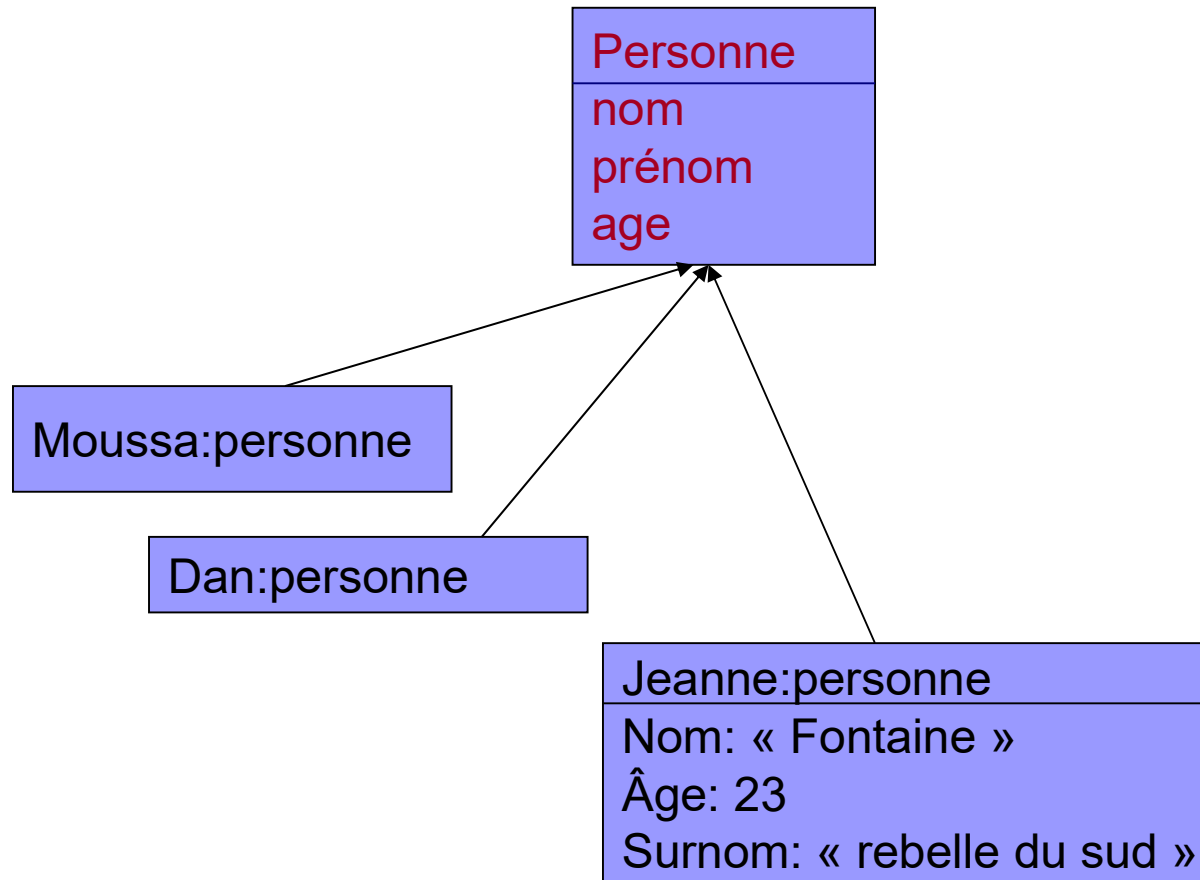 Personne
nom
prénom
age
Moussa:personne
Dan:personne
Jeanne:personne
Nom: « Fontaine »
Âge: 23
Surnom: « rebelle du sud »